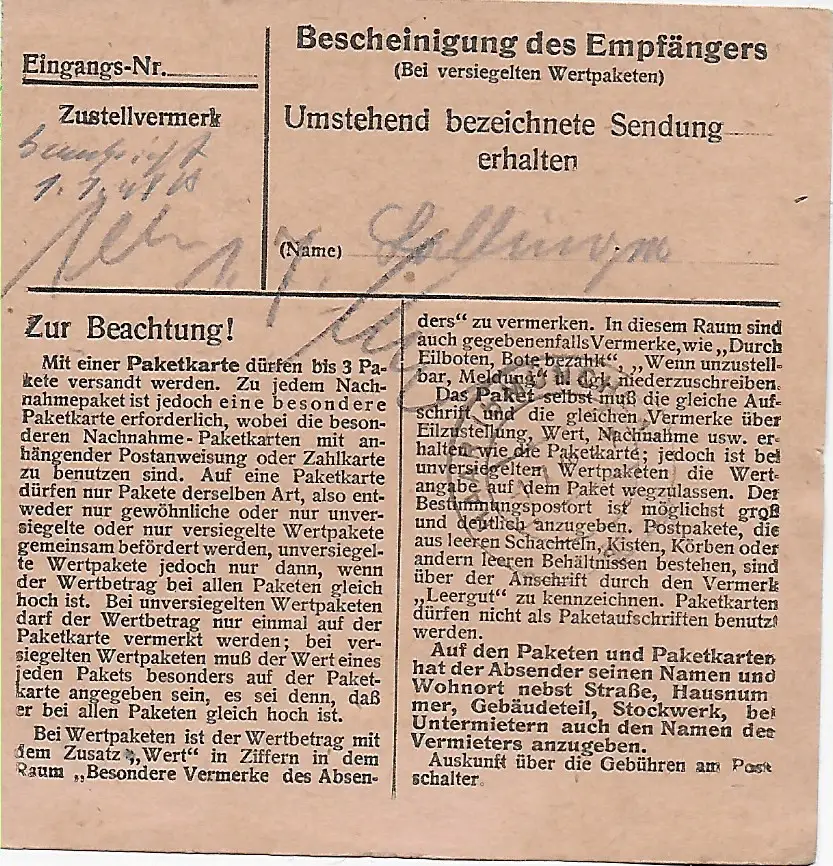 Eingangs-Nr.
Zustellvermerk
Bescheinigung des Empfängers
(Bei versiegelten Wertpaketen)
Umstehend bezeichnete Sendung
erhalten
(Name)
Zur Beachtung!
Mit einer Paketkarte dürfen bis 3 Pa-
kete versandt werden. Zu jedem Nach-
nahmepaket ist jedoch eine besondere
Paketkarte erforderlich, wobei die beson-
deren Nachnahme-Paketkarten mit an-
hängender Postanweisung oder Zahlkarte
zu benutzen sind. Auf eine Paketkarte
dürfen nur Pakete derselben Art, also ent-
weder nur gewöhnliche oder nur unver-
siegelte oder nur versiegelte Wertpakete
gemeinsam befördert werden, unversiegel-
te Wertpakete jedoch nur dann, wenn
der Wertbetrag bei allen Paketen gleich
hoch ist. Bei unversiegelten Wertpaketen
darf der Wertbetrag nur einmal auf der
Paketkarte vermerkt werden; bei ver-
siegelten Wertpaketen muß der Wert eines
jeden Pakets besonders auf der Paket-
karte angegeben sein, es sei denn, daß
er bei allen Paketen gleich hoch ist.
Bei Wertpaketen ist der Wertbetrag mit
dem Zusatz „Wert“ in Ziffern in dem
Raum „Besondere Vermerke des Absen-
ders“ zu vermerken. In diesem Raum sind
auch gegebenenfalls Vermerke, wie „Durch
Eilboten, Bote bezahlt“, „Wenn unzustell-
bar, Meldung“ u. dgl. niederzuschreiben.
Das Paket selbst muß die gleiche Auf-
schrift und die gleichen Vermerke über
Eilzustellung, Wert, Nachnahme usw. er-
halten wie die Paketkarte; jedoch ist bei
unversiegelten Wertpaketen die Wert-
angabe auf dem Paket wegzulassen. Der
Bestimmungspostort ist möglichst groß
und deutlich anzugeben. Postpakete, die
aus leeren Schachteln, Kisten, Körben oder
andern leeren Behältnissen bestehen, sind
über der Anschrift durch den Vermerk
„Leergut“ zu kennzeichnen. Paketkarten
dürfen nicht als Paketaufschriften benutzt
werden.
Auf den Paketen und Paketkarten
hat der Absender seinen Namen und
Wohnort nebst Straße, Hausnum
mer, Gebäudeteil, Stockwerk, bei
Untermietern auch den Namen des
Vermieters anzugeben.
Auskunft über die Gebühren am Post
schalter.